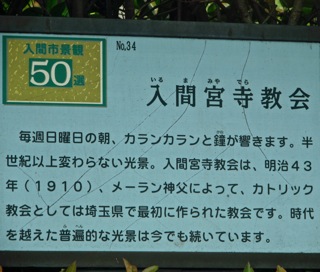 入間市景観
50選
No.34
いるまみやでら
入間宮寺教会
毎週日曜日の朝、カランカランと鐘が響きます。半
世紀以上変わらない光景。入間宮寺教会は、明治43
年（1910）、メーラン神父によって、カトリック
教会としては埼玉県で最初に作られた教会です。時代
を越えた普遍的な光景は今でも続いています。